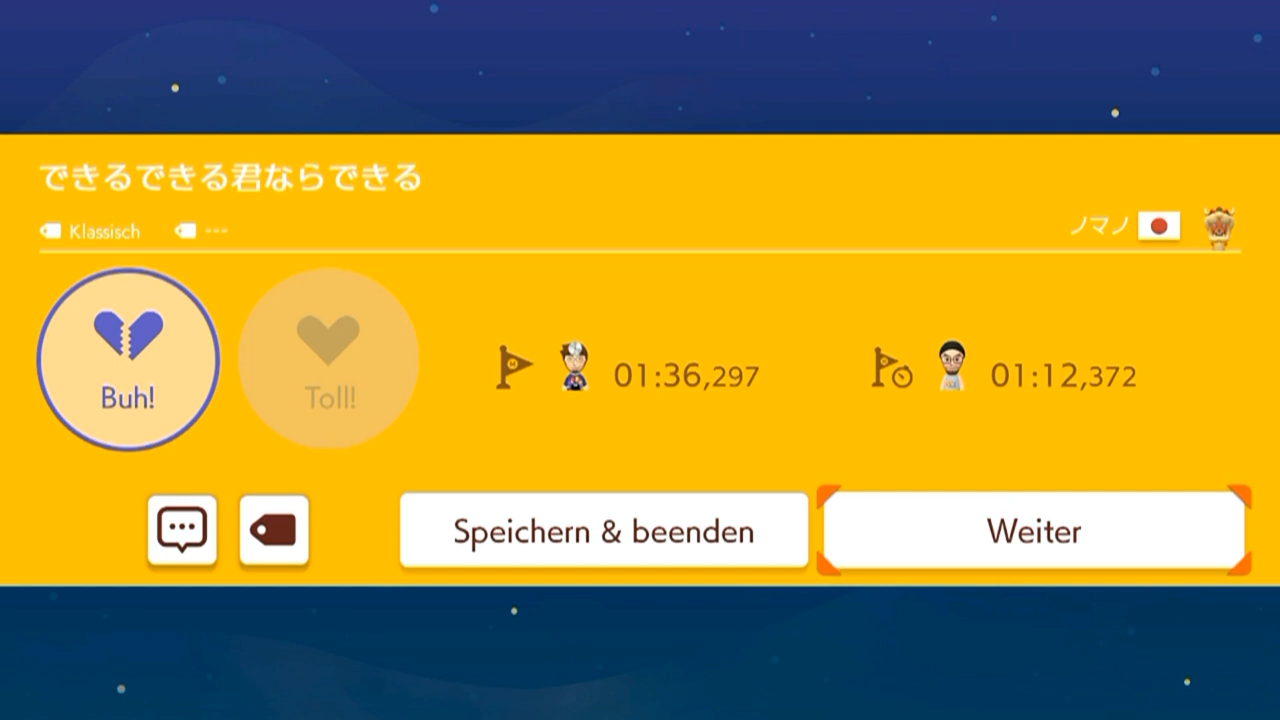 できるできる君ならできる
Klassisch ---
ノマノ
Buh!
Toll!
01:36,297
01:12,372
Speichern & beenden
Weiter